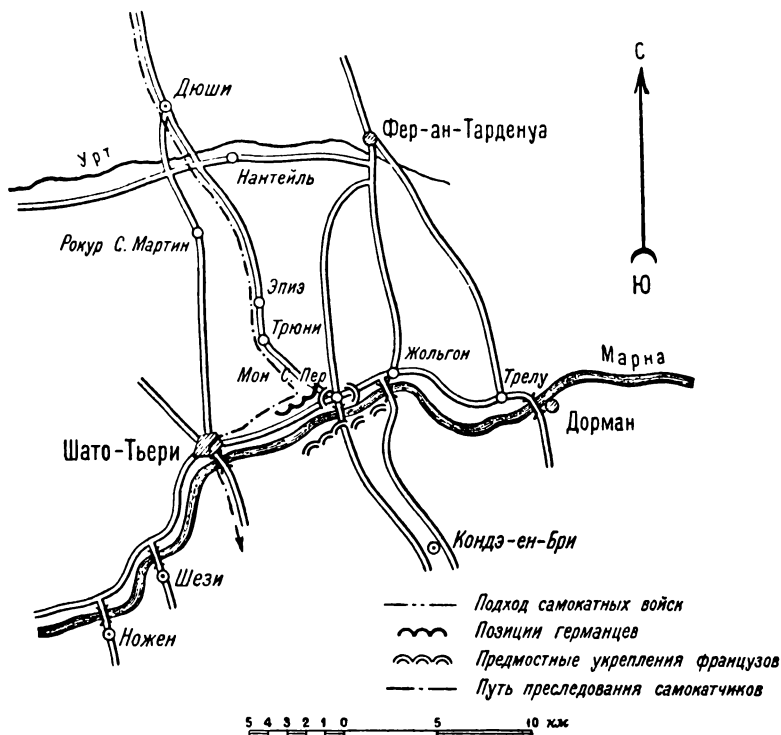 С
Дюши
Фер-ан-Тарденуа
Урт
Нантейль
Ю
Рокур С. Мартин
Эпиз
Трюни
Жольгон
Марна
Мон С. Пер
Трелу
Дорман
Шато-Тьери
Кондэ-ен-Бри
Шези
Ножен
Подход самокатных войск
Позиции германцев
Предмостные укрепления французов
Путь преследования самокатчиков
5 4 3 2 1 0 5 10 км